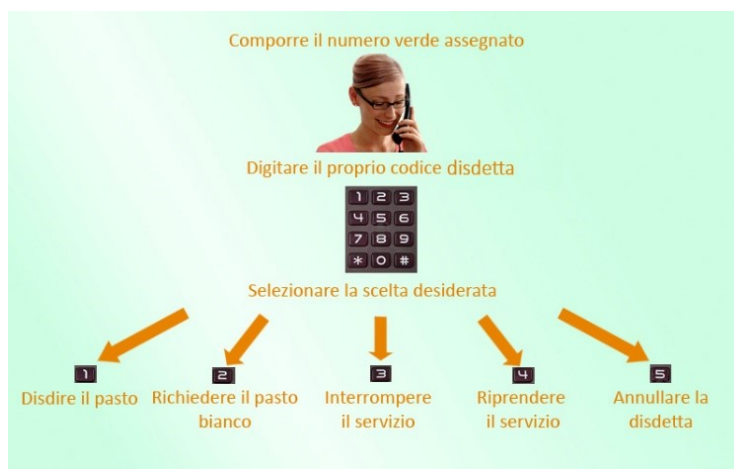 Comporre il numero verde assegnato
Digitare il proprio codice disdetta
1 2 3
4 5 6
7 8 9
* 0 #
Selezionare la scelta desiderata
1
Disdire il pasto
2
Richiedere il pasto
bianco
3
Interrompere
il servizio
4
Riprendere
il servizio
5
Annullare la
disdetta